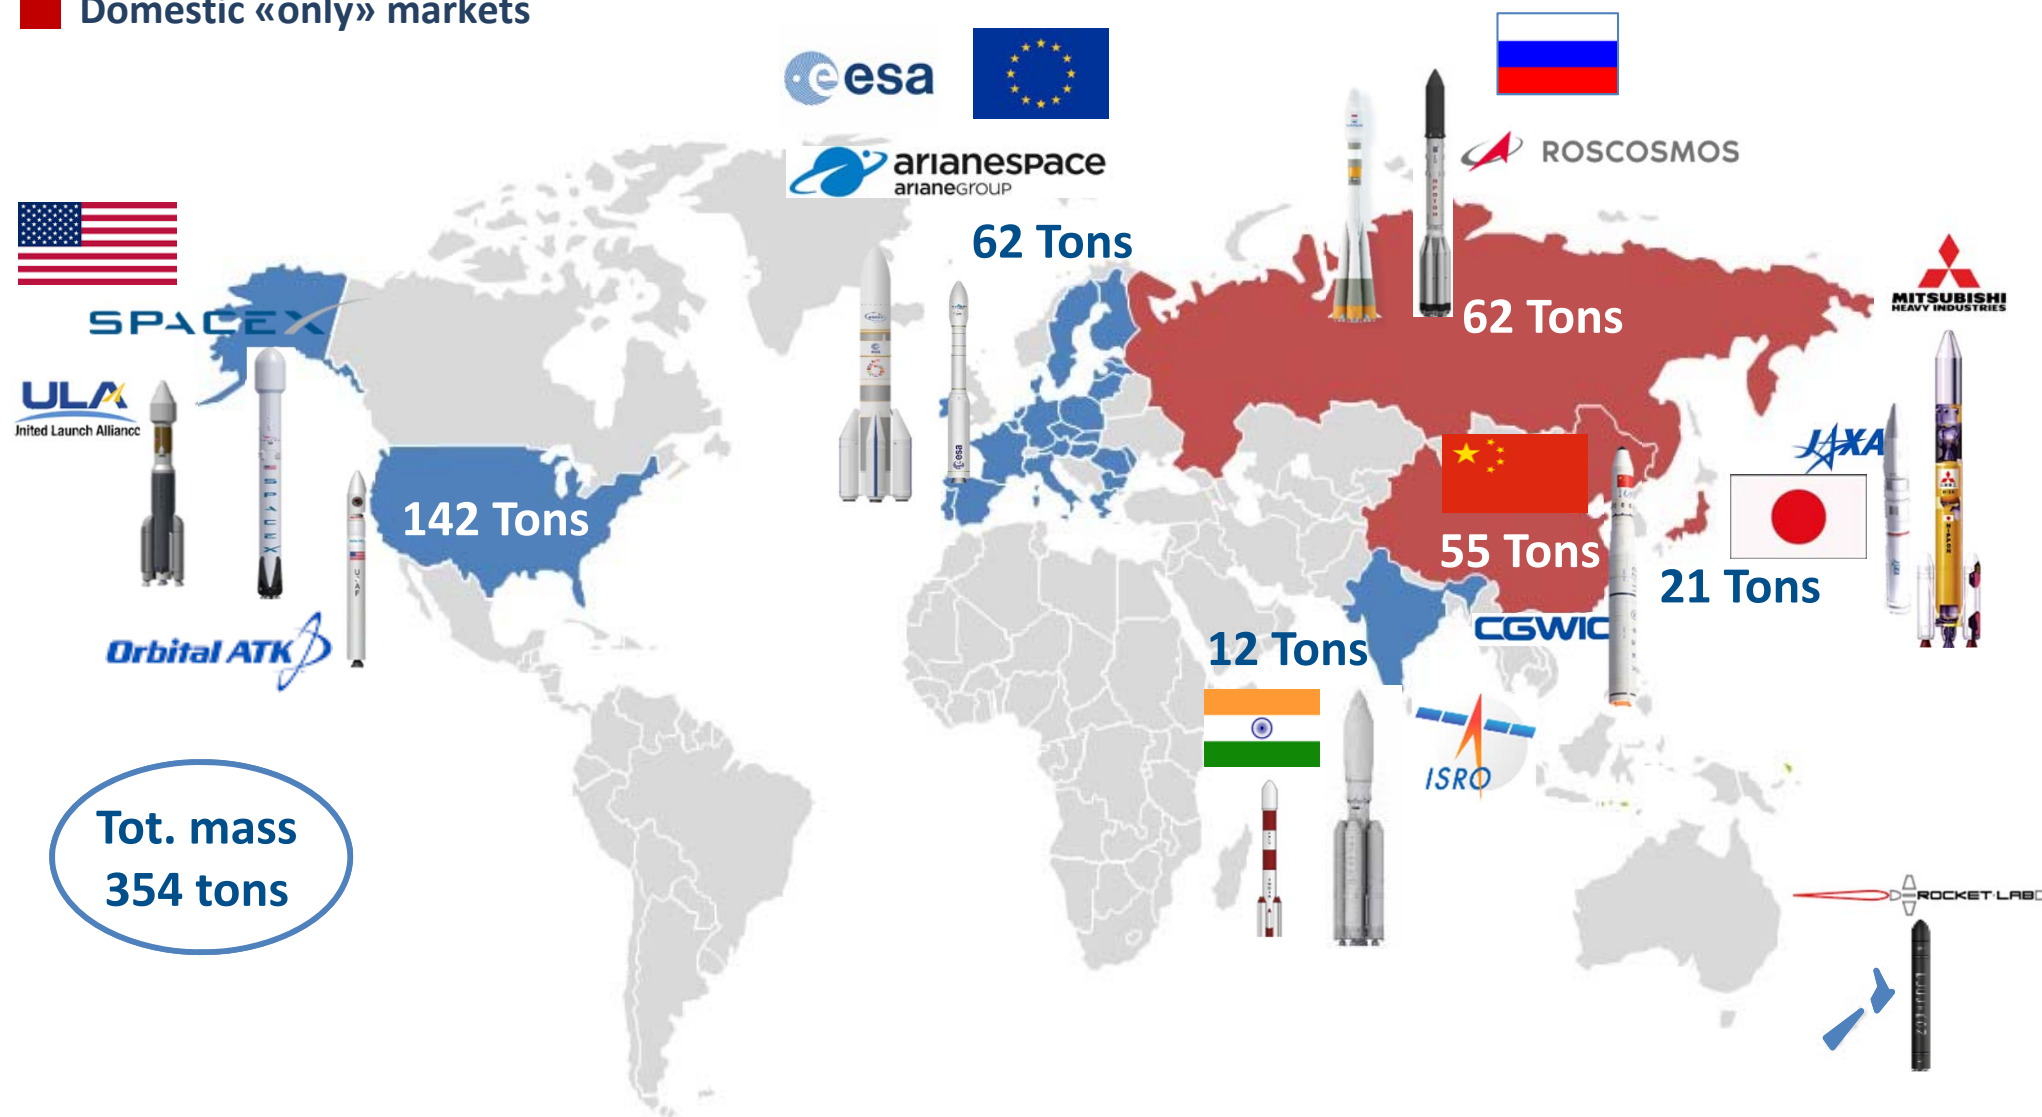 Domestic «only» markets
esa
arianespace
arianeGROUP
ROSCOSMOS
62 Tons
62 Tons
SPACEX
ULA
United Launch Alliance
142 Tons
Orbital ATK
MITSUBISHI
HEAVY INDUSTRIES
JAXA
55 Tons
21 Tons
CGWIC
12 Tons
ISRO
Tot. mass
354 tons
ROCKET LAB
SPACEX
esa